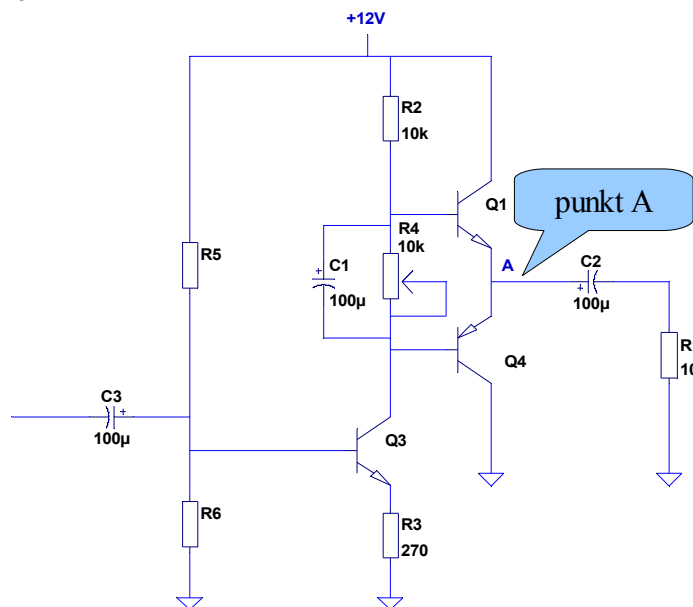 +12V
R2
10k
Q1
punkt A
R4
10k
R5
C1
100µ
A
C2
100µ
Q4
C3
100µ
Q3
R6
R3
270